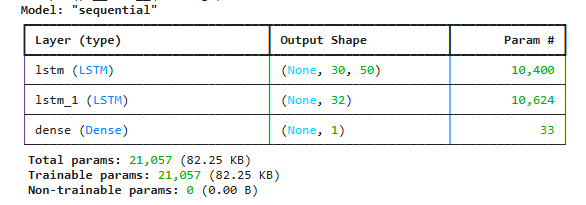 Model: "sequential"
Layer (type) Output Shape Param #
lstm (LSTM) (None, 30, 50) 10,400
lstm_1 (LSTM) (None, 32) 10,624
dense (Dense) (None, 1) 33
Total params: 21,057 (82.25 KB)
Trainable params: 21,057 (82.25 KB)
Non-trainable params: 0 (0.00 B)